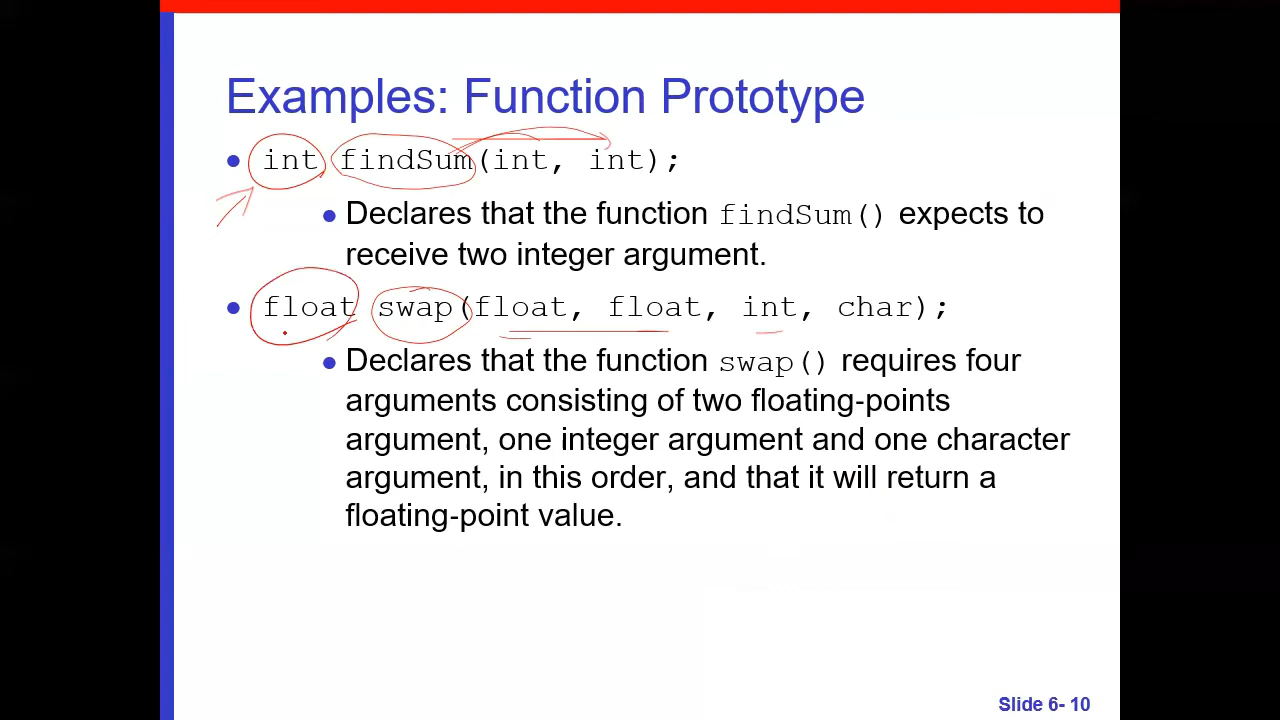 Examples: Function Prototype
• int findSum(int, int);
• Declares that the function findSum() expects to
receive two integer argument.
• float swap(float, float, int, char);
• Declares that the function swap() requires four
arguments consisting of two floating-points
argument, one integer argument and one character
argument, in this order, and that it will return a
floating-point value.
Slide 6- 10